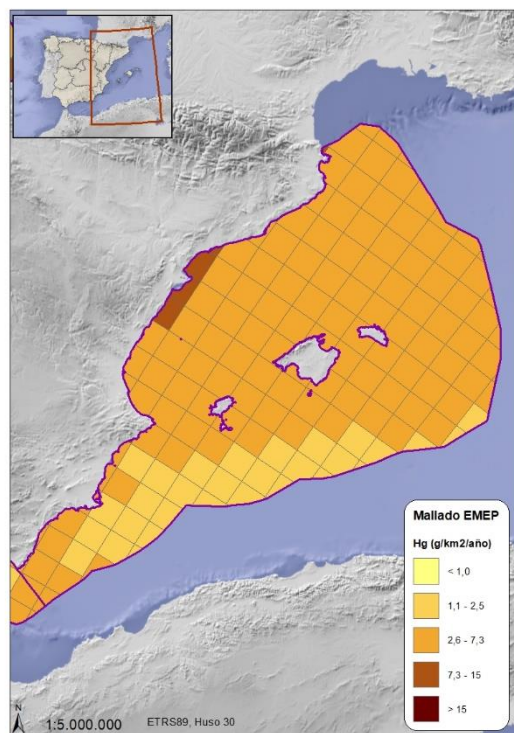 Mallado EMEP
Hg (g/km2/año)
< 1,0
1,1 - 2,5
2,6 - 7,3
7,3 - 15
> 15
N
1:5.000.000
ETRS89, Huso 30